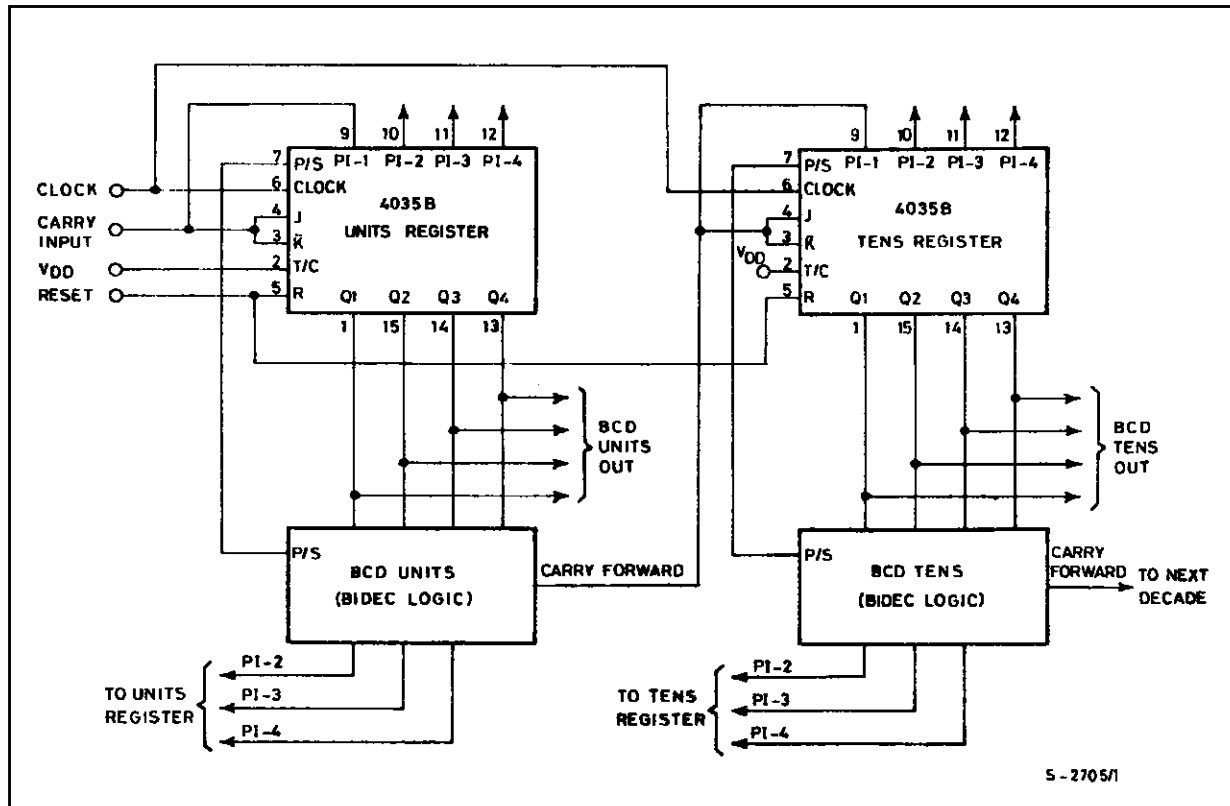 9 10 11 12
7 P/S PI-1 PI-2 PI-3 PI-4
CLOCK 6 CLOCK
CARRY INPUT 4 J
3 K̄
4035B
UNITS REGISTER
VDD 2 T/C
RESET 5 R
Q1 Q2 Q3 Q4
1 15 14 13
BCD
UNITS
OUT
P/S
BCD UNITS
(BIDEC LOGIC)
CARRY FORWARD
PI-2
PI-3
PI-4
TO UNITS
REGISTER
9 10 11 12
7 P/S PI-1 PI-2 PI-3 PI-4
6 CLOCK
4 J
3 K̄
4035B
TENS REGISTER
VDD 2 T/C
5 R
Q1 Q2 Q3 Q4
1 15 14 13
BCD
TENS
OUT
P/S
BCD TENS
(BIDEC LOGIC)
CARRY
FORWARD
TO NEXT
DECADE
PI-2
PI-3
PI-4
TO TENS
REGISTER
S-2705/1